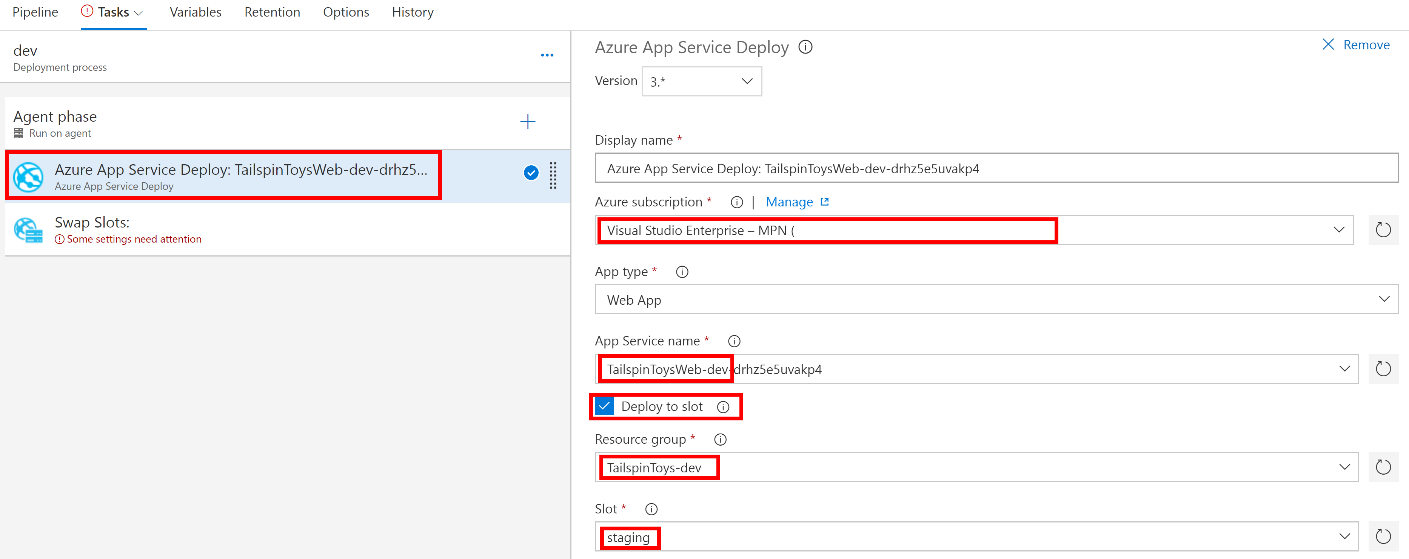 Pipeline Tasks Variables Retention Options History
dev
Deployment process
Agent phase
Run on agent
Azure App Service Deploy: TailspinToysWeb-dev-drhz5...
Azure App Service Deploy
Swap Slots:
Some settings need attention
Azure App Service Deploy
Remove
Version 3.*
Display name *
Azure App Service Deploy: TailspinToysWeb-dev-drhz5e5uvakp4
Azure subscription * | Manage
Visual Studio Enterprise – MPN (
App type *
Web App
App Service name *
TailspinToysWeb-dev-drhz5e5uvakp4
Deploy to slot
Resource group *
TailspinToys-dev
Slot *
staging